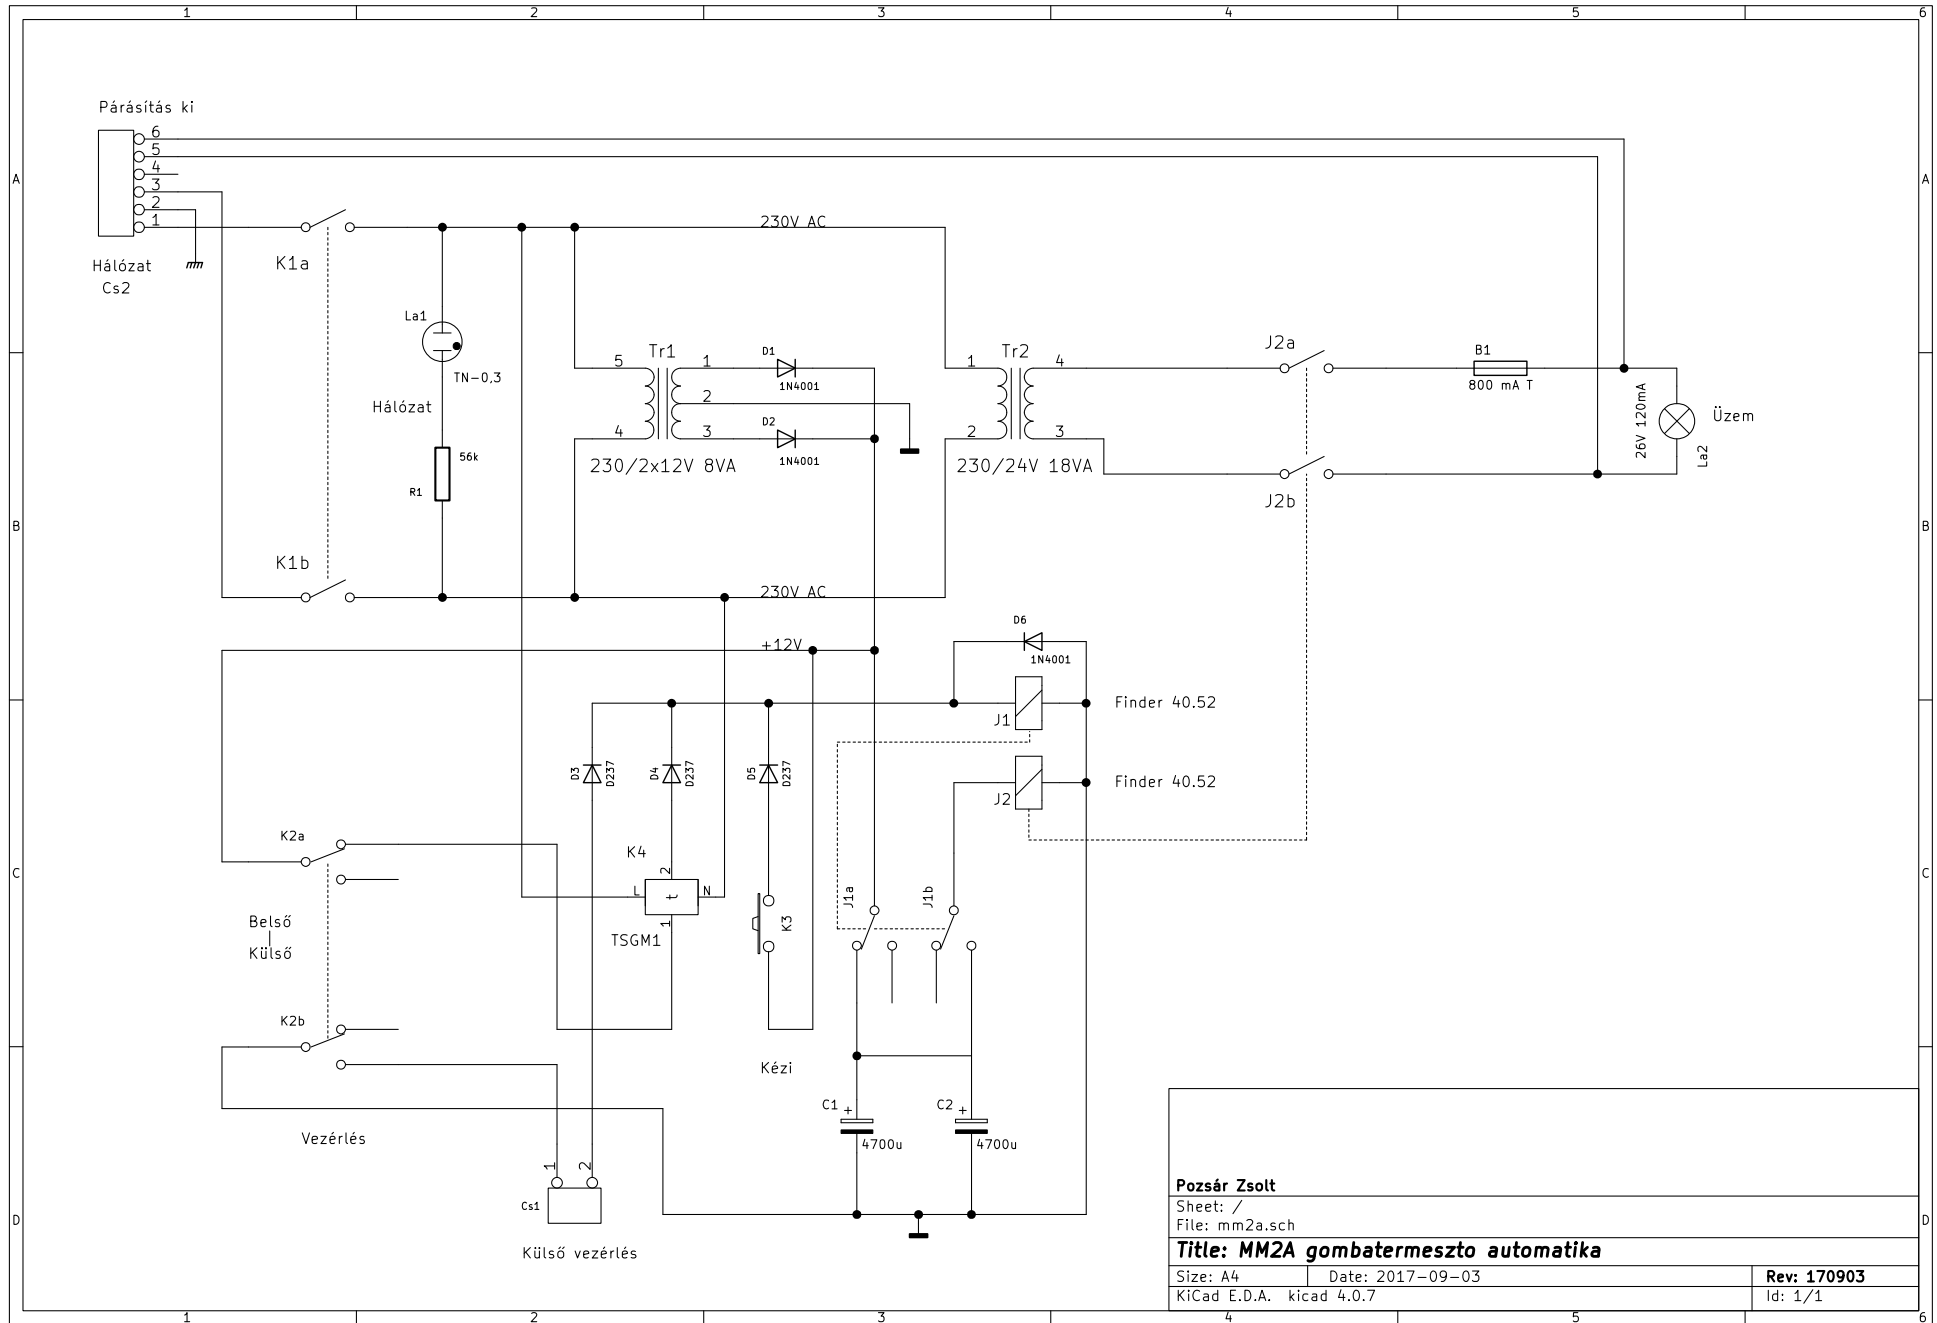 1 2 3 4 5 6
A A
B B
C C
D D
1 2 3 4 5 6
Párásítás ki
6
5
4
3
2
1
Hálózat
Cs2
K1a
K1b
La1
TN-0,3
Hálózat
56k
R1
230V AC
230V AC
5
4
Tr1
1
2
3
230/2x12V 8VA
D1
1N4001
D2
1N4001
1
2
Tr2
4
3
230/24V 18VA
J2a
J2b
B1
800 mA T
26V 120mA
La2
Üzem
+12V
D6
1N4001
J1
Finder 40.52
J2
Finder 40.52
D3
D237
D4
D237
D5
D237
K2a
K4
2
L
t
N
1
TSGM1
K3
J1a
J1b
Belső
|
Külső
K2b
Kézi
Vezérlés
C1
+
4700u
C2
+
4700u
1
2
Cs1
Külső vezérlés
Pozsár Zsolt
Sheet: /
File: mm2a.sch
Title: MM2A gombatermeszto automatika
Size: A4 Date: 2017-09-03 Rev: 170903
KiCad E.D.A. kicad 4.0.7 Id: 1/1